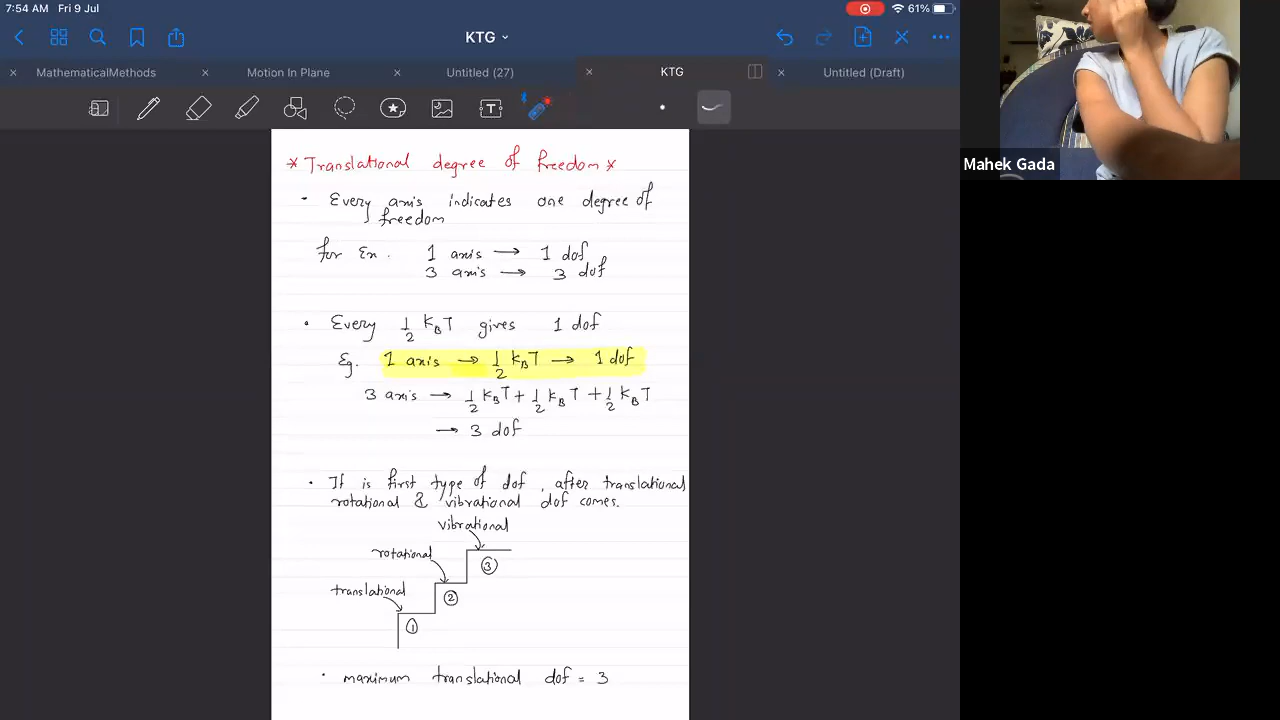 7:54 AM Fri 9 Jul
61%
KTG
MathematicalMethods
Motion In Plane
Untitled (27)
KTG
Untitled (Draft)
T
Mahek Gada
* Translational degree of freedom *
• Every axis indicates one degree of
freedom
for Ex. 1 axis → 1 dof
3 axis → 3 dof
• Every 1/2 KBT gives 1 dof
Eg. 1 axis → 1/2 KBT → 1 dof
3 axis → 1/2 KBT + 1/2 KBT + 1/2 KBT
→ 3 dof
• It is first type of dof, after translational
rotational & vibrational dof comes.
vibrational
rotational
③
translational
②
①
• maximum translational dof = 3